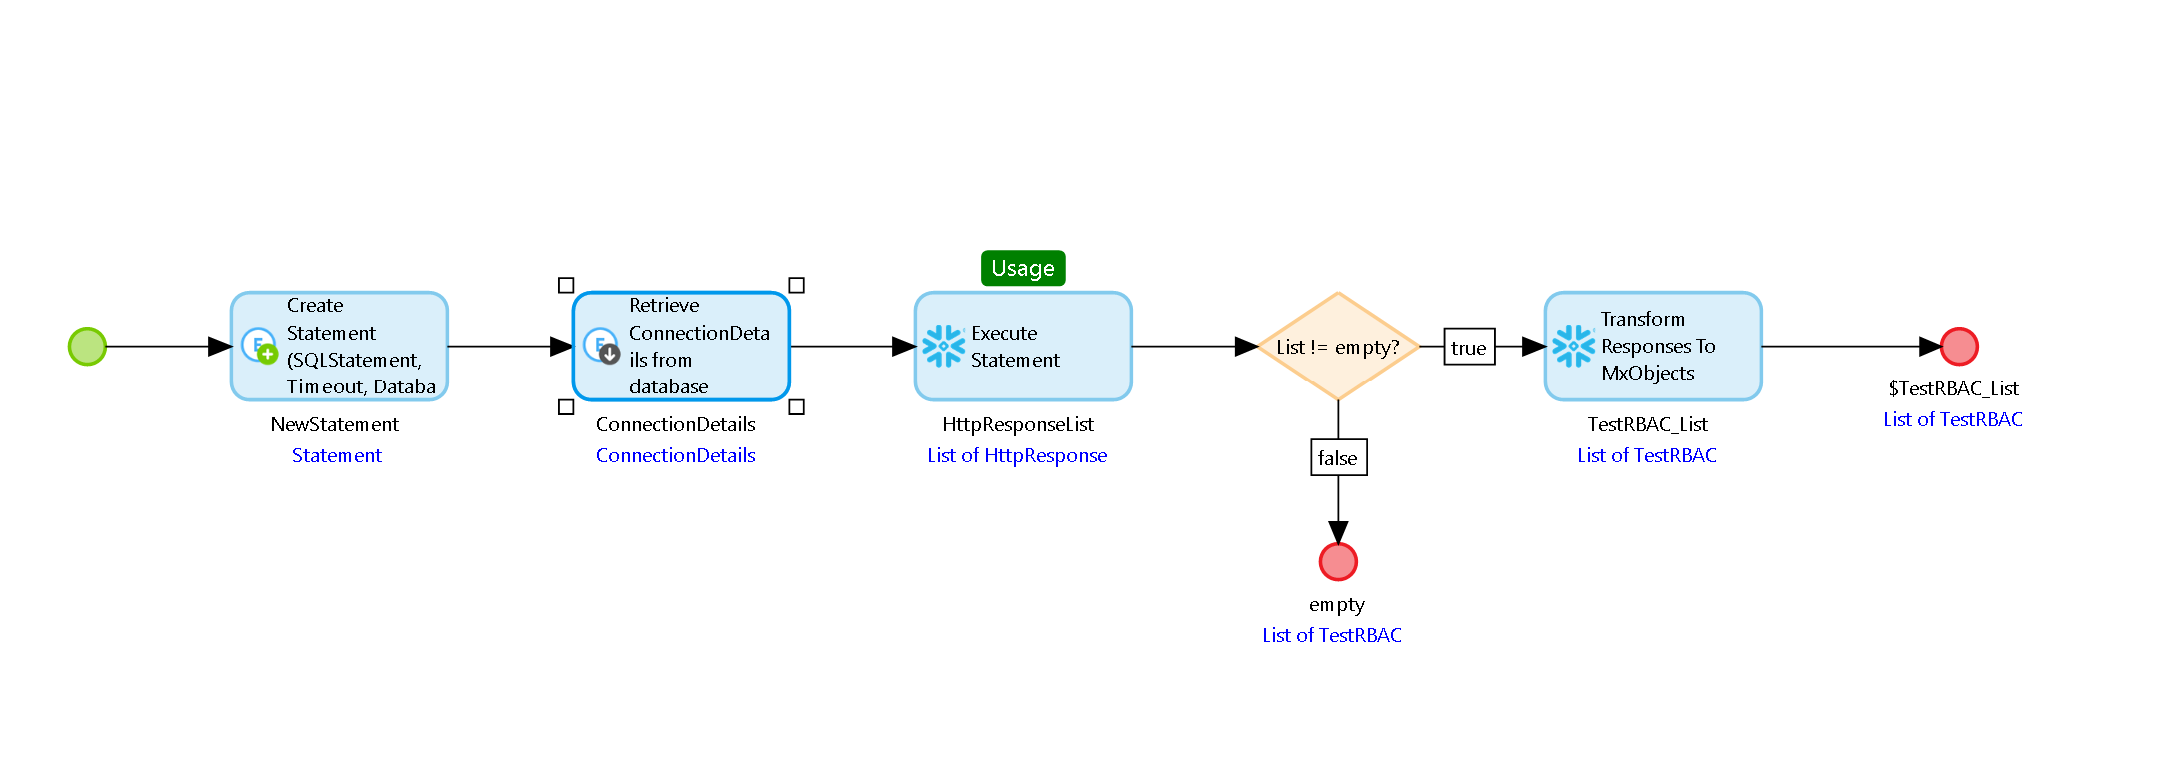 Usage
Create
Statement
(SQLStatement,
Timeout, Databa
NewStatement
Statement
Retrieve
ConnectionDeta
ils from
database
ConnectionDetails
ConnectionDetails
Execute
Statement
HttpResponseList
List of HttpResponse
List != empty?
true
false
empty
List of TestRBAC
Transform
Responses To
MxObjects
TestRBAC_List
List of TestRBAC
$TestRBAC_List
List of TestRBAC